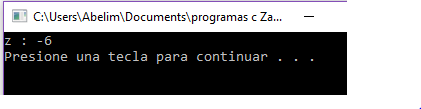 C:\Users\Abelim\Documents\programas c Za...
z : -6
Presione una tecla para continuar . . .